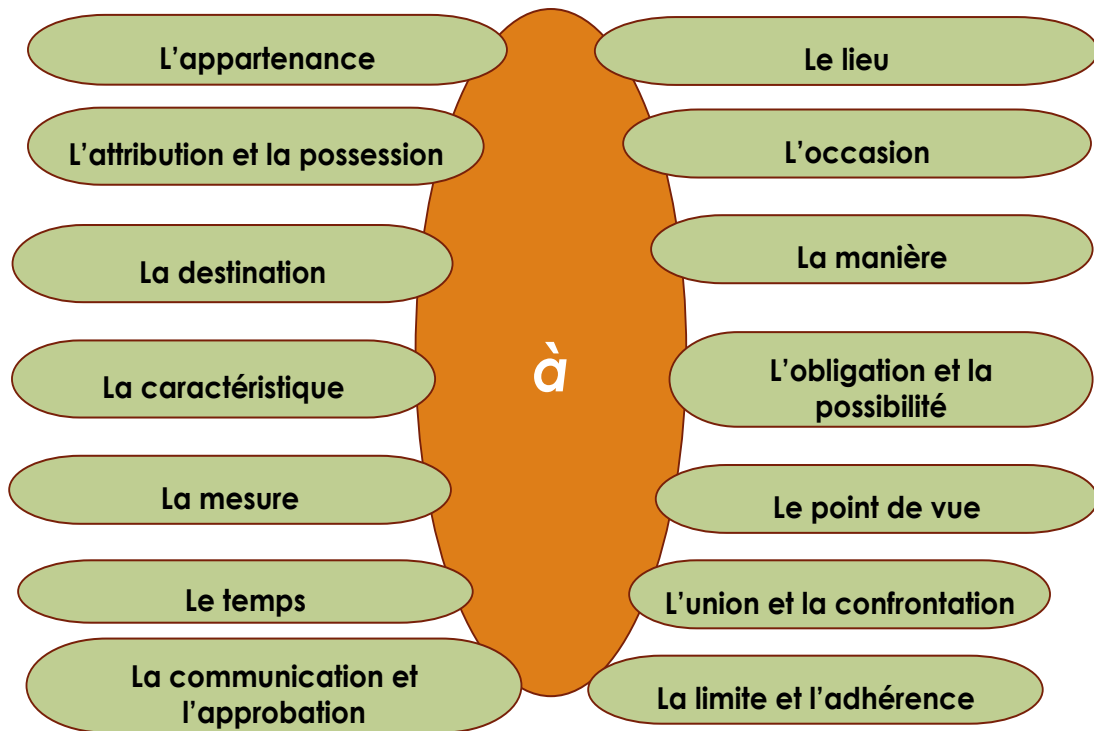 L'appartenance
L'attribution et la possession
La destination
La caractéristique
La mesure
Le temps
La communication et
l'approbation
à
Le lieu
L'occasion
La manière
L'obligation et la
possibilité
Le point de vue
L'union et la confrontation
La limite et l'adhérence